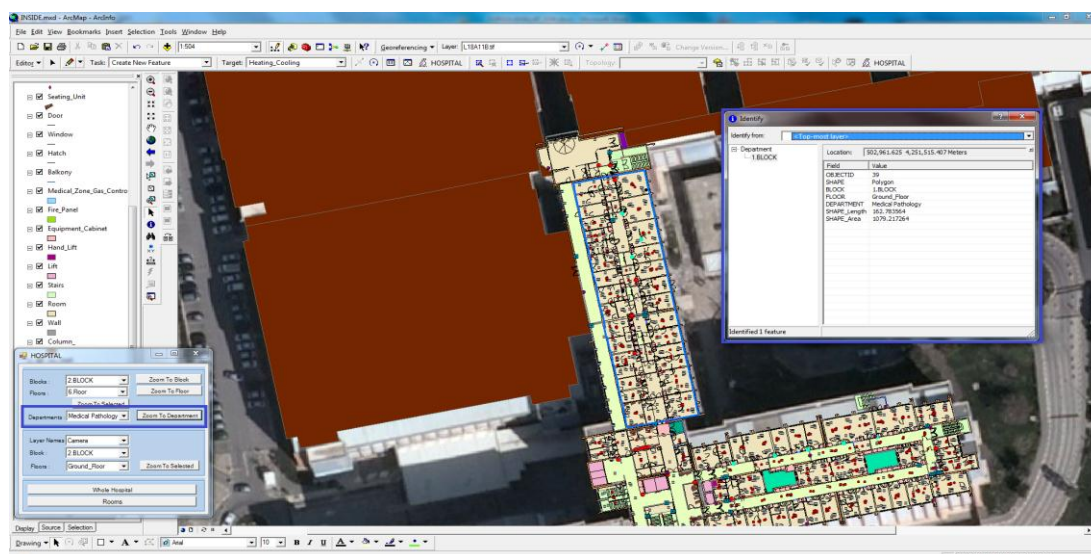 INSIDE.mxd - ArcMap - ArcInfo
File Edit View Bookmarks Insert Selection Tools Window Help
1:504 Georeferencing Layer: L18A11B.tif
Editor Task: Create New Feature Target: Heating_Cooling HOSPITAL Topology: HOSPITAL
Change Version...
Seating_Unit
Door
Window
Hatch
Balkony
Medical_Zone_Gas_Contro
Fire_Panel
Equipment_Cabinet
Hand_Lift
Lift
Stairs
Room
Wall
Column_
Identify
Identify from: <Top-most layer>
Department
1.BLOCK
Location: 502,961.625 4,251,515.407 Meters
Field Value
OBJECTID 39
SHAPE Polygon
BLOCK 1.BLOCK
FLOOR Ground_Floor
DEPARTMENT Medical Pathology
SHAPE_Length 162.783564
SHAPE_Area 1079.217264
Identified 1 feature
HOSPITAL
Blocks : 2.BLOCK Zoom To Block
Floors : 6.Floor Zoom To Floor
Zoom To Selected
Departments Medical Pathology Zoom To Department
Layer Names Camera
Block : 2.BLOCK
Floors : Ground_Floor Zoom To Selected
Whole Hospital
Rooms
Display Source Selection
Drawing Arial 10 B I U A